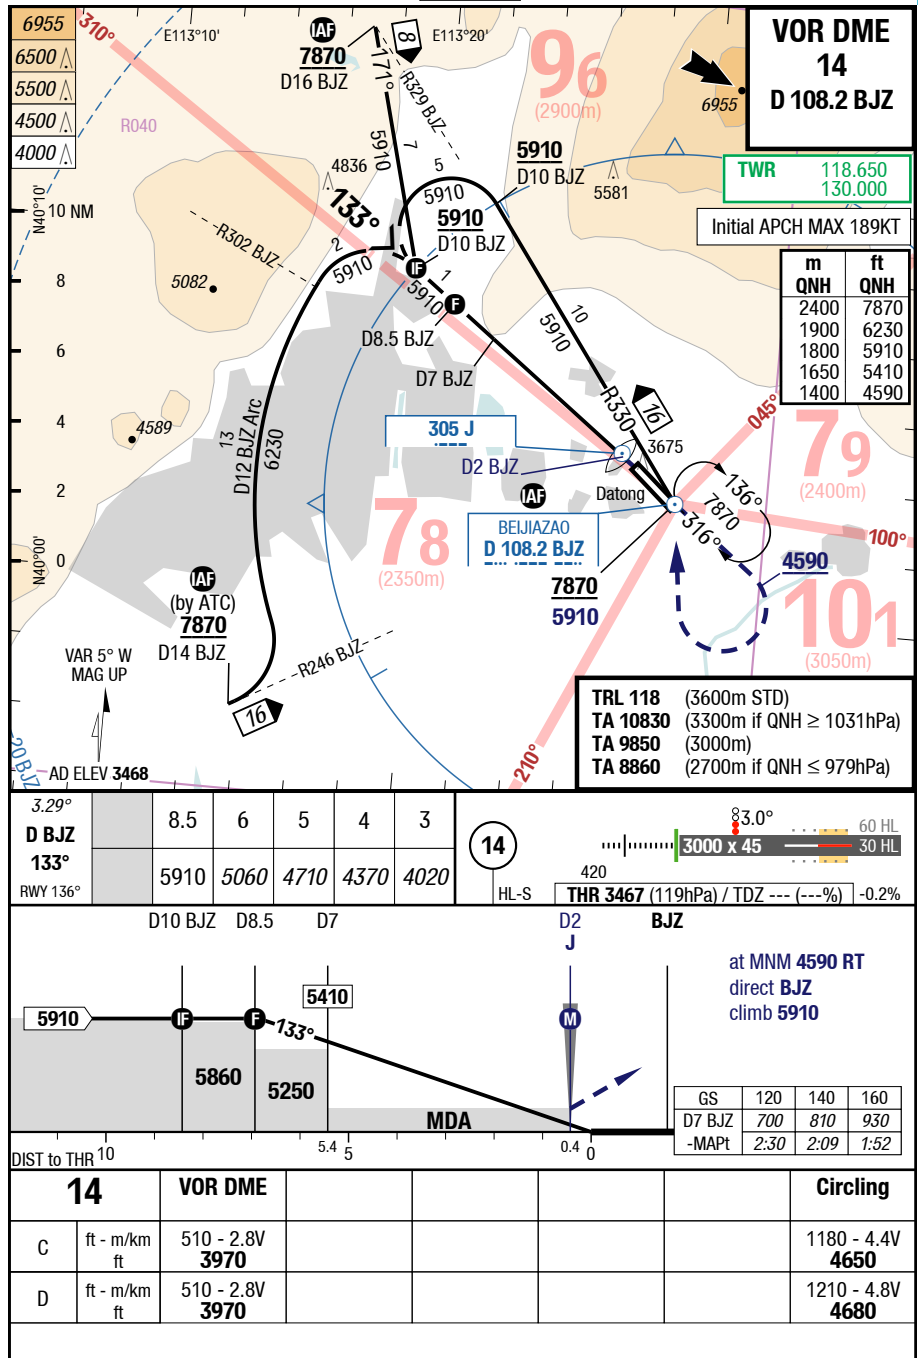 6955
6500
5500
4500
4000
310°
E113°10'
IAF
7870
D16 BJZ
8
E113°20'
171°
R329 BJZ
5910
7
96
(2900m)
6955
VOR DME
14
D 108.2 BJZ
TWR 118.650
130.000
Initial APCH MAX 189KT
m ft
QNH QNH
2400 7870
1900 6230
1800 5910
1650 5410
1400 4590
R040
4836
5
5910
5910
D10 BJZ
5581
133°
5910
D10 BJZ
N40°10'
10 NM
8
6
4
2
0
N40°00'
R302 BJZ
2
5910
5082
IF
1
5910
F
D8.5 BJZ
D7 BJZ
10
5910
R330
16
045°
4589
D12 BJZ Arc
13
6230
305 J
3675
D2 BJZ
IAF
Datong
BEIJIAZAO
D 108.2 BJZ
79
(2400m)
136°
7870
316°
100°
78
(2350m)
7870
5910
4590
101
(3050m)
IAF
(by ATC)
7870
D14 BJZ
R246 BJZ
16
VAR 5° W
MAG UP
20 BJZ
AD ELEV 3468
210°
TRL 118 (3600m STD)
TA 10830 (3300m if QNH ≥ 1031hPa)
TA 9850 (3000m)
TA 8860 (2700m if QNH ≤ 979hPa)
3.29°
D BJZ
133°
RWY 136°
8.5 6 5 4 3
5910 5060 4710 4370 4020
14
HL-S
3.0°
60 HL
3000 x 45
30 HL
420
THR 3467 (119hPa) / TDZ --- (---%) -0.2%
D10 BJZ D8.5 D7 D2 BJZ
J
at MNM 4590 RT
direct BJZ
climb 5910
5910
IF
F
133°
5410
M
5860
5250
MDA
GS 120 140 160
D7 BJZ 700 810 930
-MAPt 2:30 2:09 1:52
DIST to THR 10 5.4 5 0.4 0
14 VOR DME Circling
C ft - m/km 510 - 2.8V 1180 - 4.4V
ft 3970 4650
D ft - m/km 510 - 2.8V 1210 - 4.8V
ft 3970 4680